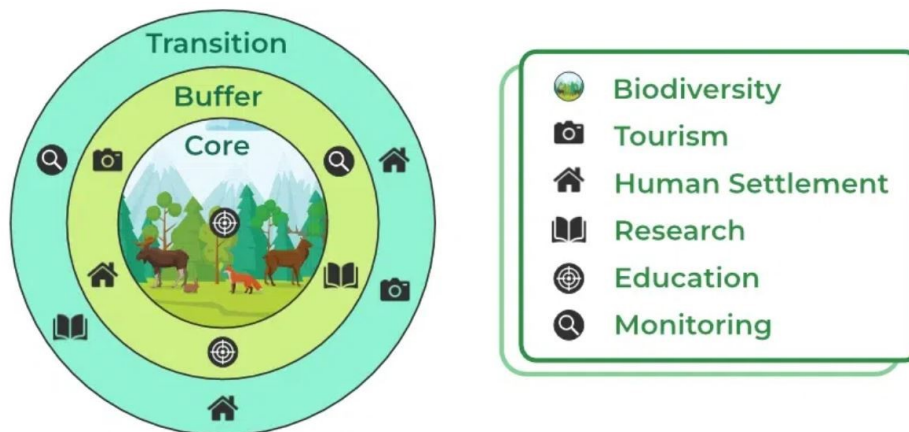 Transition
Buffer
Core
Biodiversity
Tourism
Human Settlement
Research
Education
Monitoring